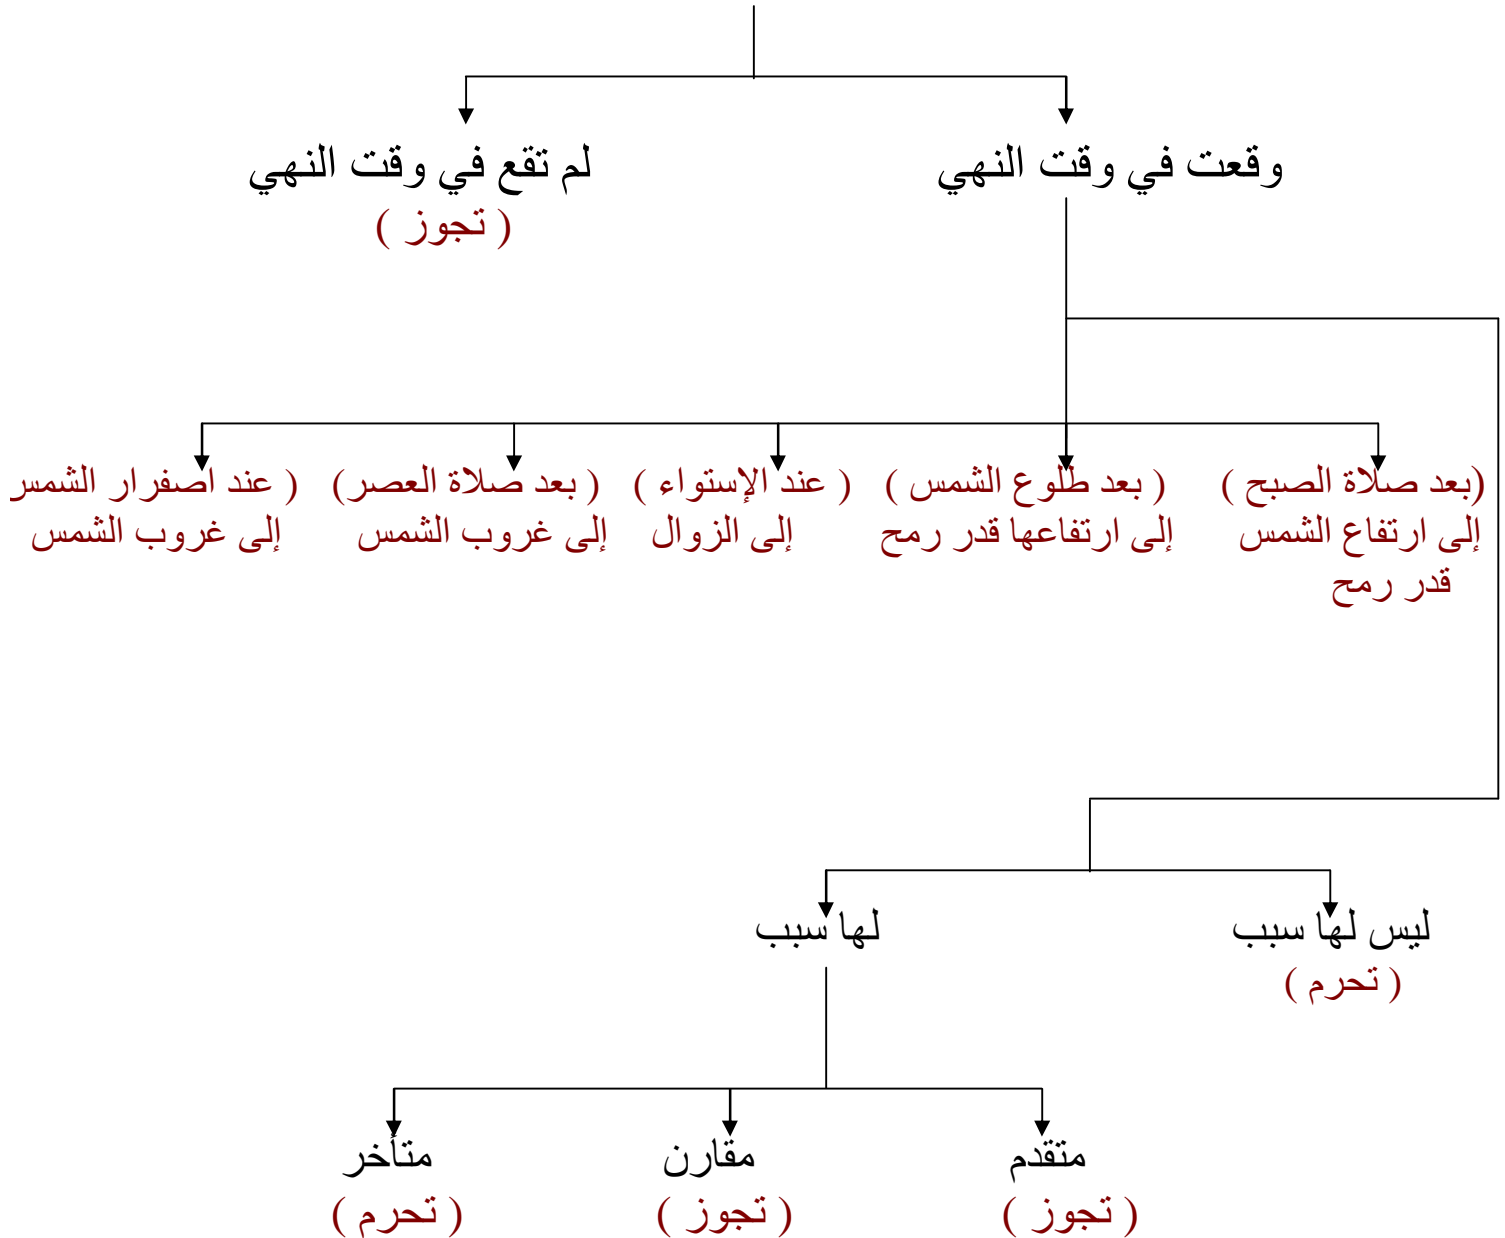 وقعت في وقت النهي
لم تقع في وقت النهي
( تجوز )
(بعد صلاة الصبح )
إلى ارتفاع الشمس
قدر رمح
( بعد طلوع الشمس )
إلى ارتفاعها قدر رمح
( عند الإستواء )
إلى الزوال
( بعد صلاة العصر)
إلى غروب الشمس
( عند اصفرار الشمس
إلى غروب الشمس
ليس لها سبب
( تحرم )
لها سبب
متقدم
( تجوز )
مقارن
( تجوز )
متأخر
( تحرم )